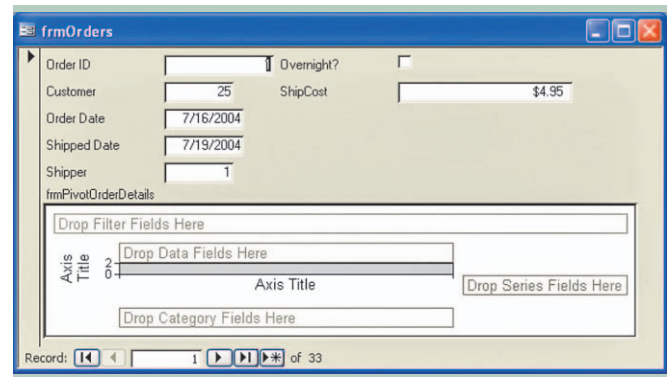 frmOrders
Order ID 1 Overnight?
Customer 25 ShipCost $4.95
Order Date 7/16/2004
Shipped Date 7/19/2004
Shipper 1
frmPivotOrderDetails
Drop Filter Fields Here
Axis Title
2
0
Drop Data Fields Here
Axis Title
Drop Series Fields Here
Drop Category Fields Here
Record: 1 of 33